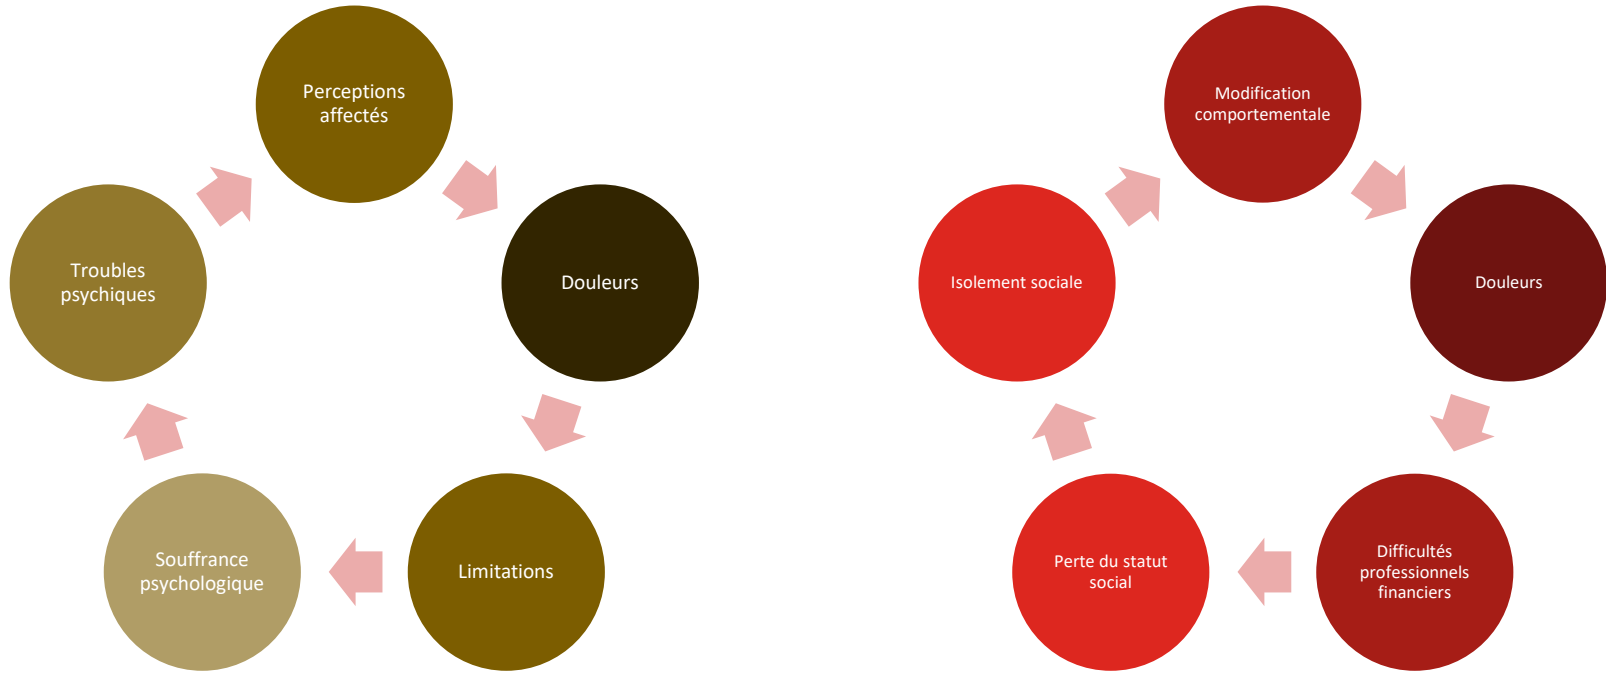 Perceptions
affectés
Douleurs
Limitations
Souffrance
psychologique
Troubles
psychiques
Modification
comportementale
Douleurs
Difficultés
professionnels
financiers
Perte du statut
social
Isolement sociale